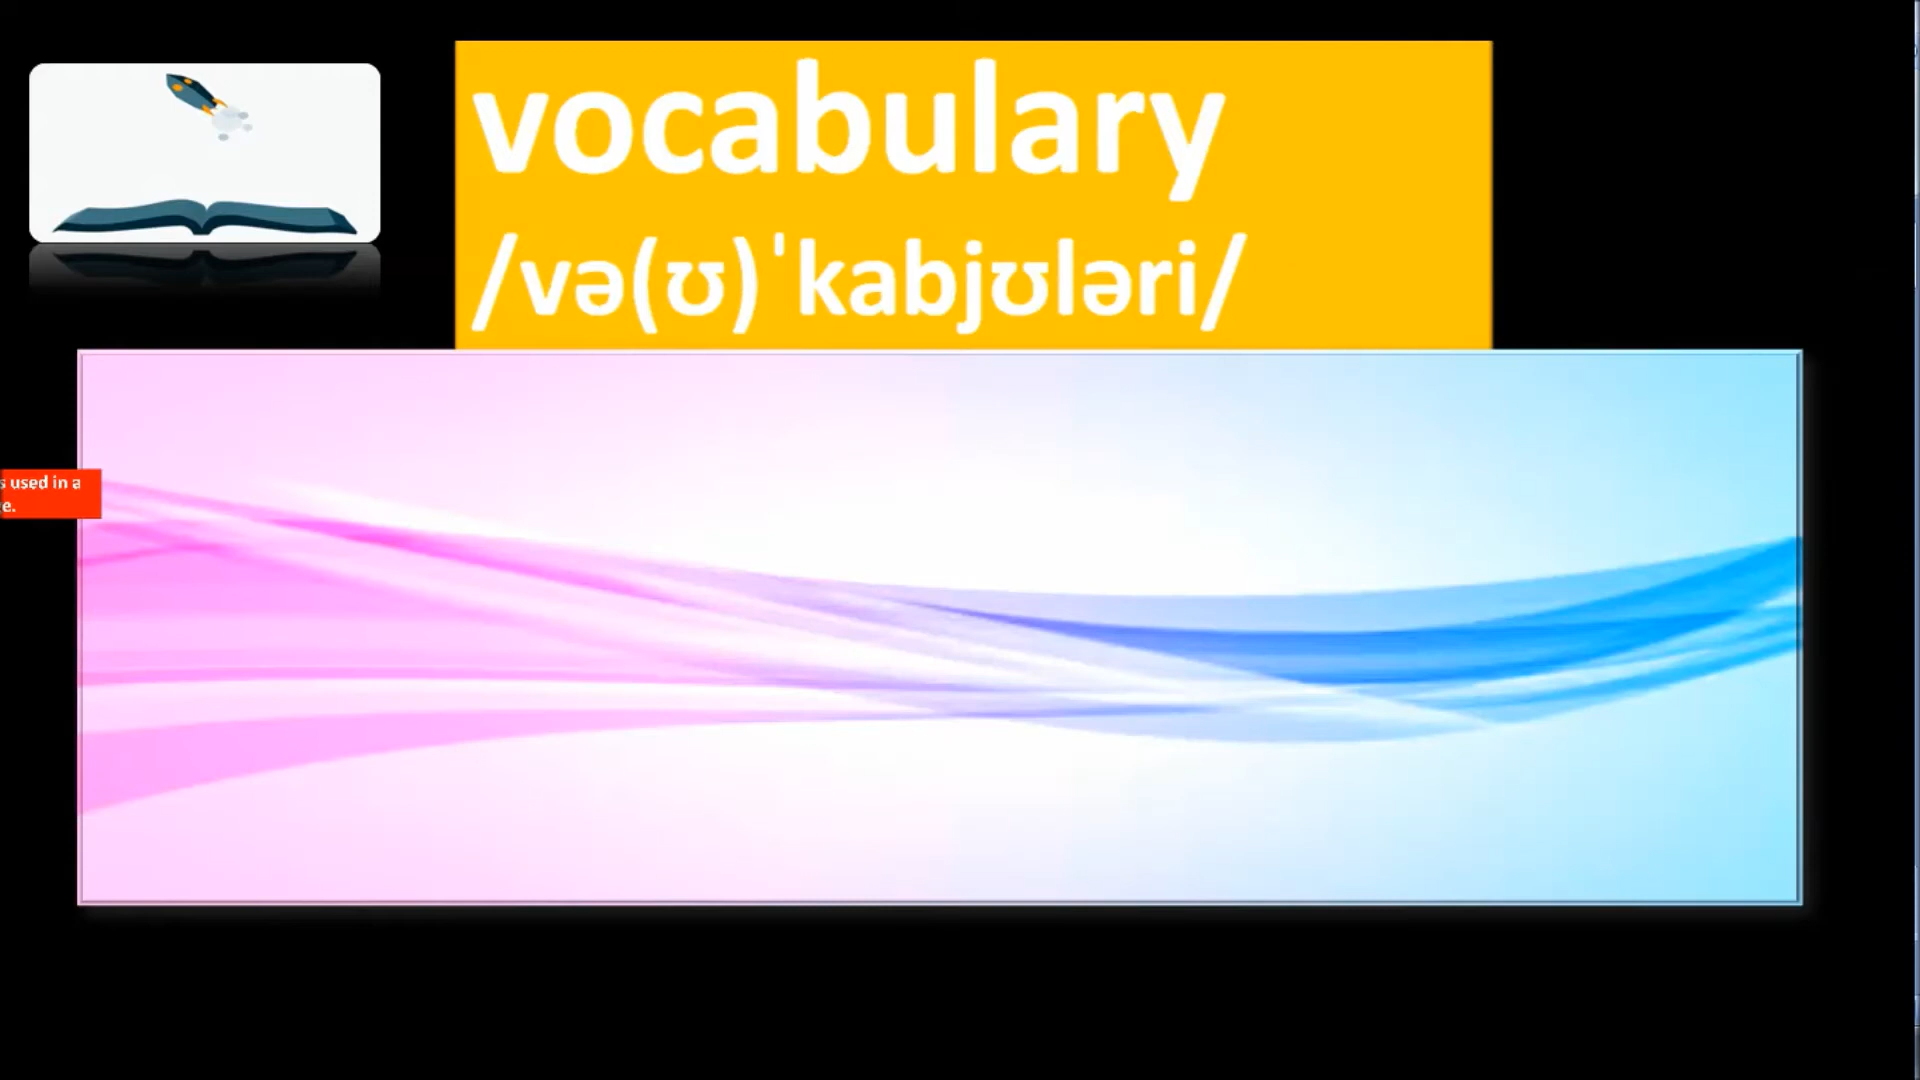 vocabulary
/və(ʊ)ˈkabjʊləri/
s used in a
e.